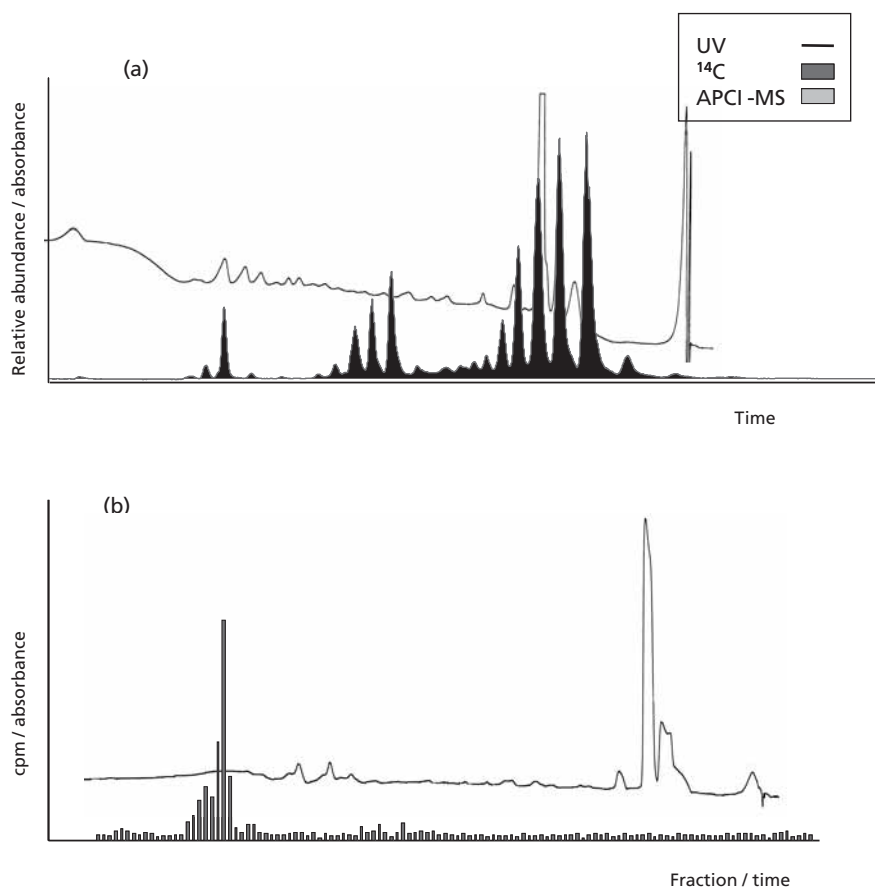 (a)
UV
¹⁴C
APCI -MS
Relative abundance / absorbance
Time
(b)
cpm / absorbance
Fraction / time